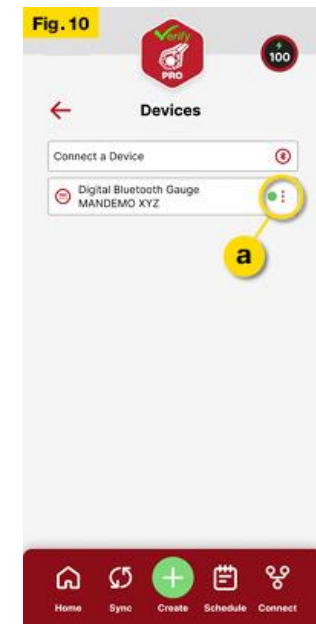 Fig. 10
Verify
PRO
100
Devices
Connect a Device
Digital Bluetooth Gauge
MANDEMO XYZ
a
Home Sync Create Schedule Connect